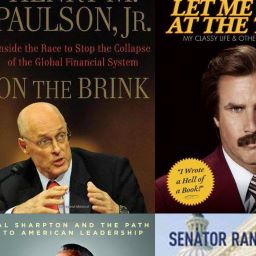 HENRY M.
PAULSON, JR.
Inside the Race to Stop the Collapse
of the Global Financial System
ON THE BRINK
LET ME
AT THE T
MY CLASSY LIFE & OTHE
"I Wrote
a Hell of
a Book!"
AL SHARPTON AND THE PATH
TO AMERICAN LEADERSHIP
SENATOR RAN